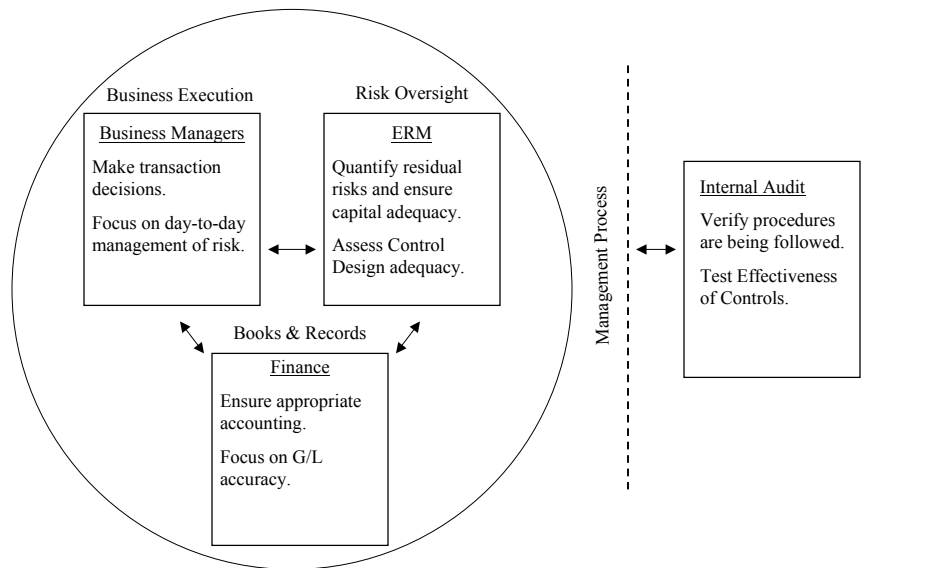 Business Execution
Business Managers
Make transaction
decisions.
Focus on day-to-day
management of risk.
Risk Oversight
ERM
Quantify residual
risks and ensure
capital adequacy.
Assess Control
Design adequacy.
Books & Records
Finance
Ensure appropriate
accounting.
Focus on G/L
accuracy.
Management Process
Internal Audit
Verify procedures
are being followed.
Test Effectiveness
of Controls.